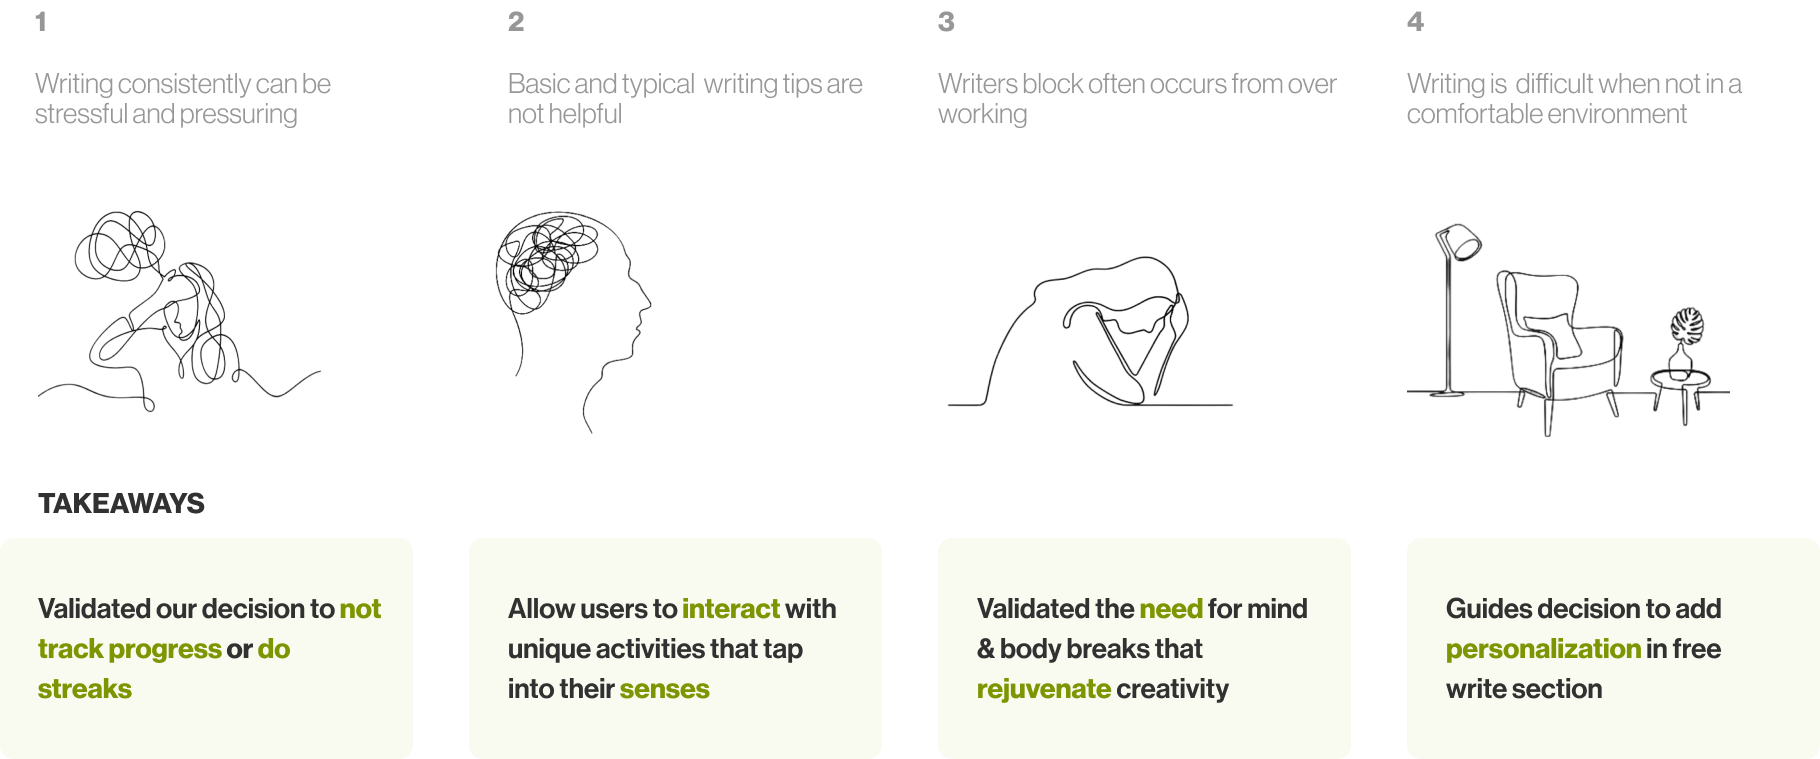 1
Writing consistently can be
stressful and pressuring
2
Basic and typical writing tips are
not helpful
3
Writers block often occurs from over
working
4
Writing is difficult when not in a
comfortable environment
TAKEAWAYS
Validated our decision to not
track progress or do
streaks
Allow users to interact with
unique activities that tap
into their senses
Validated the need for mind
& body breaks that
rejuvenate creativity
Guides decision to add
personalization in free
write section